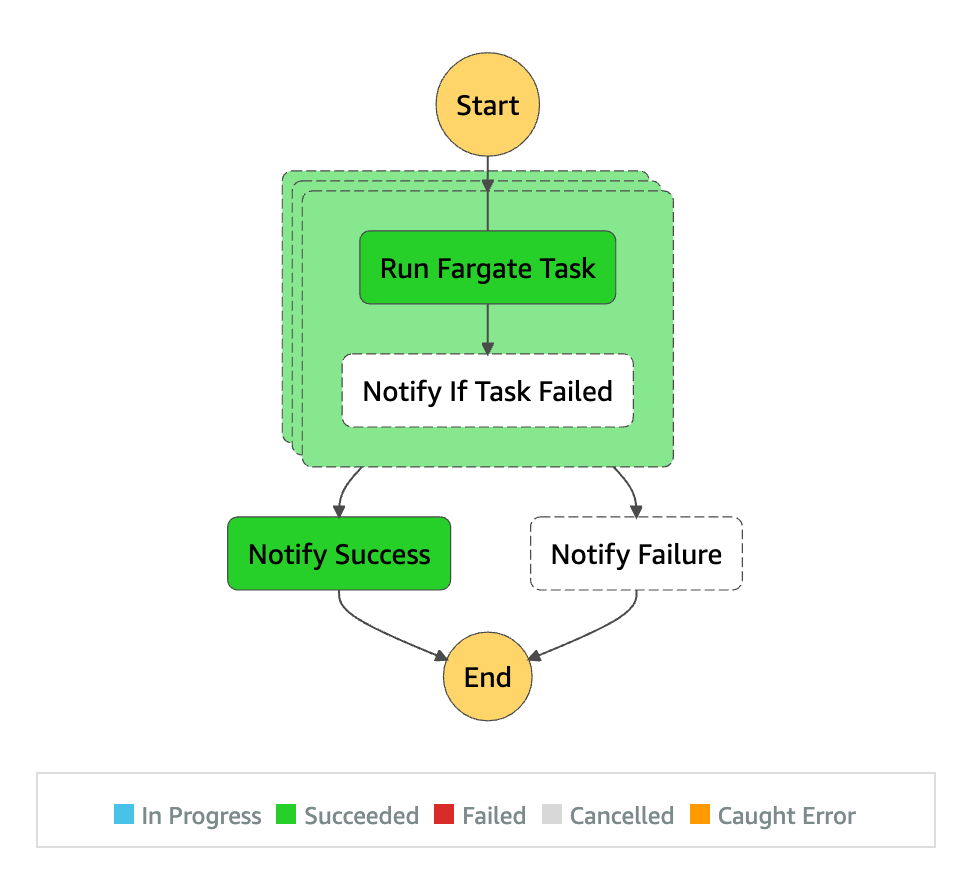 Start
Run Fargate Task
Notify If Task Failed
Notify Success
Notify Failure
End
In Progress Succeeded Failed Cancelled Caught Error